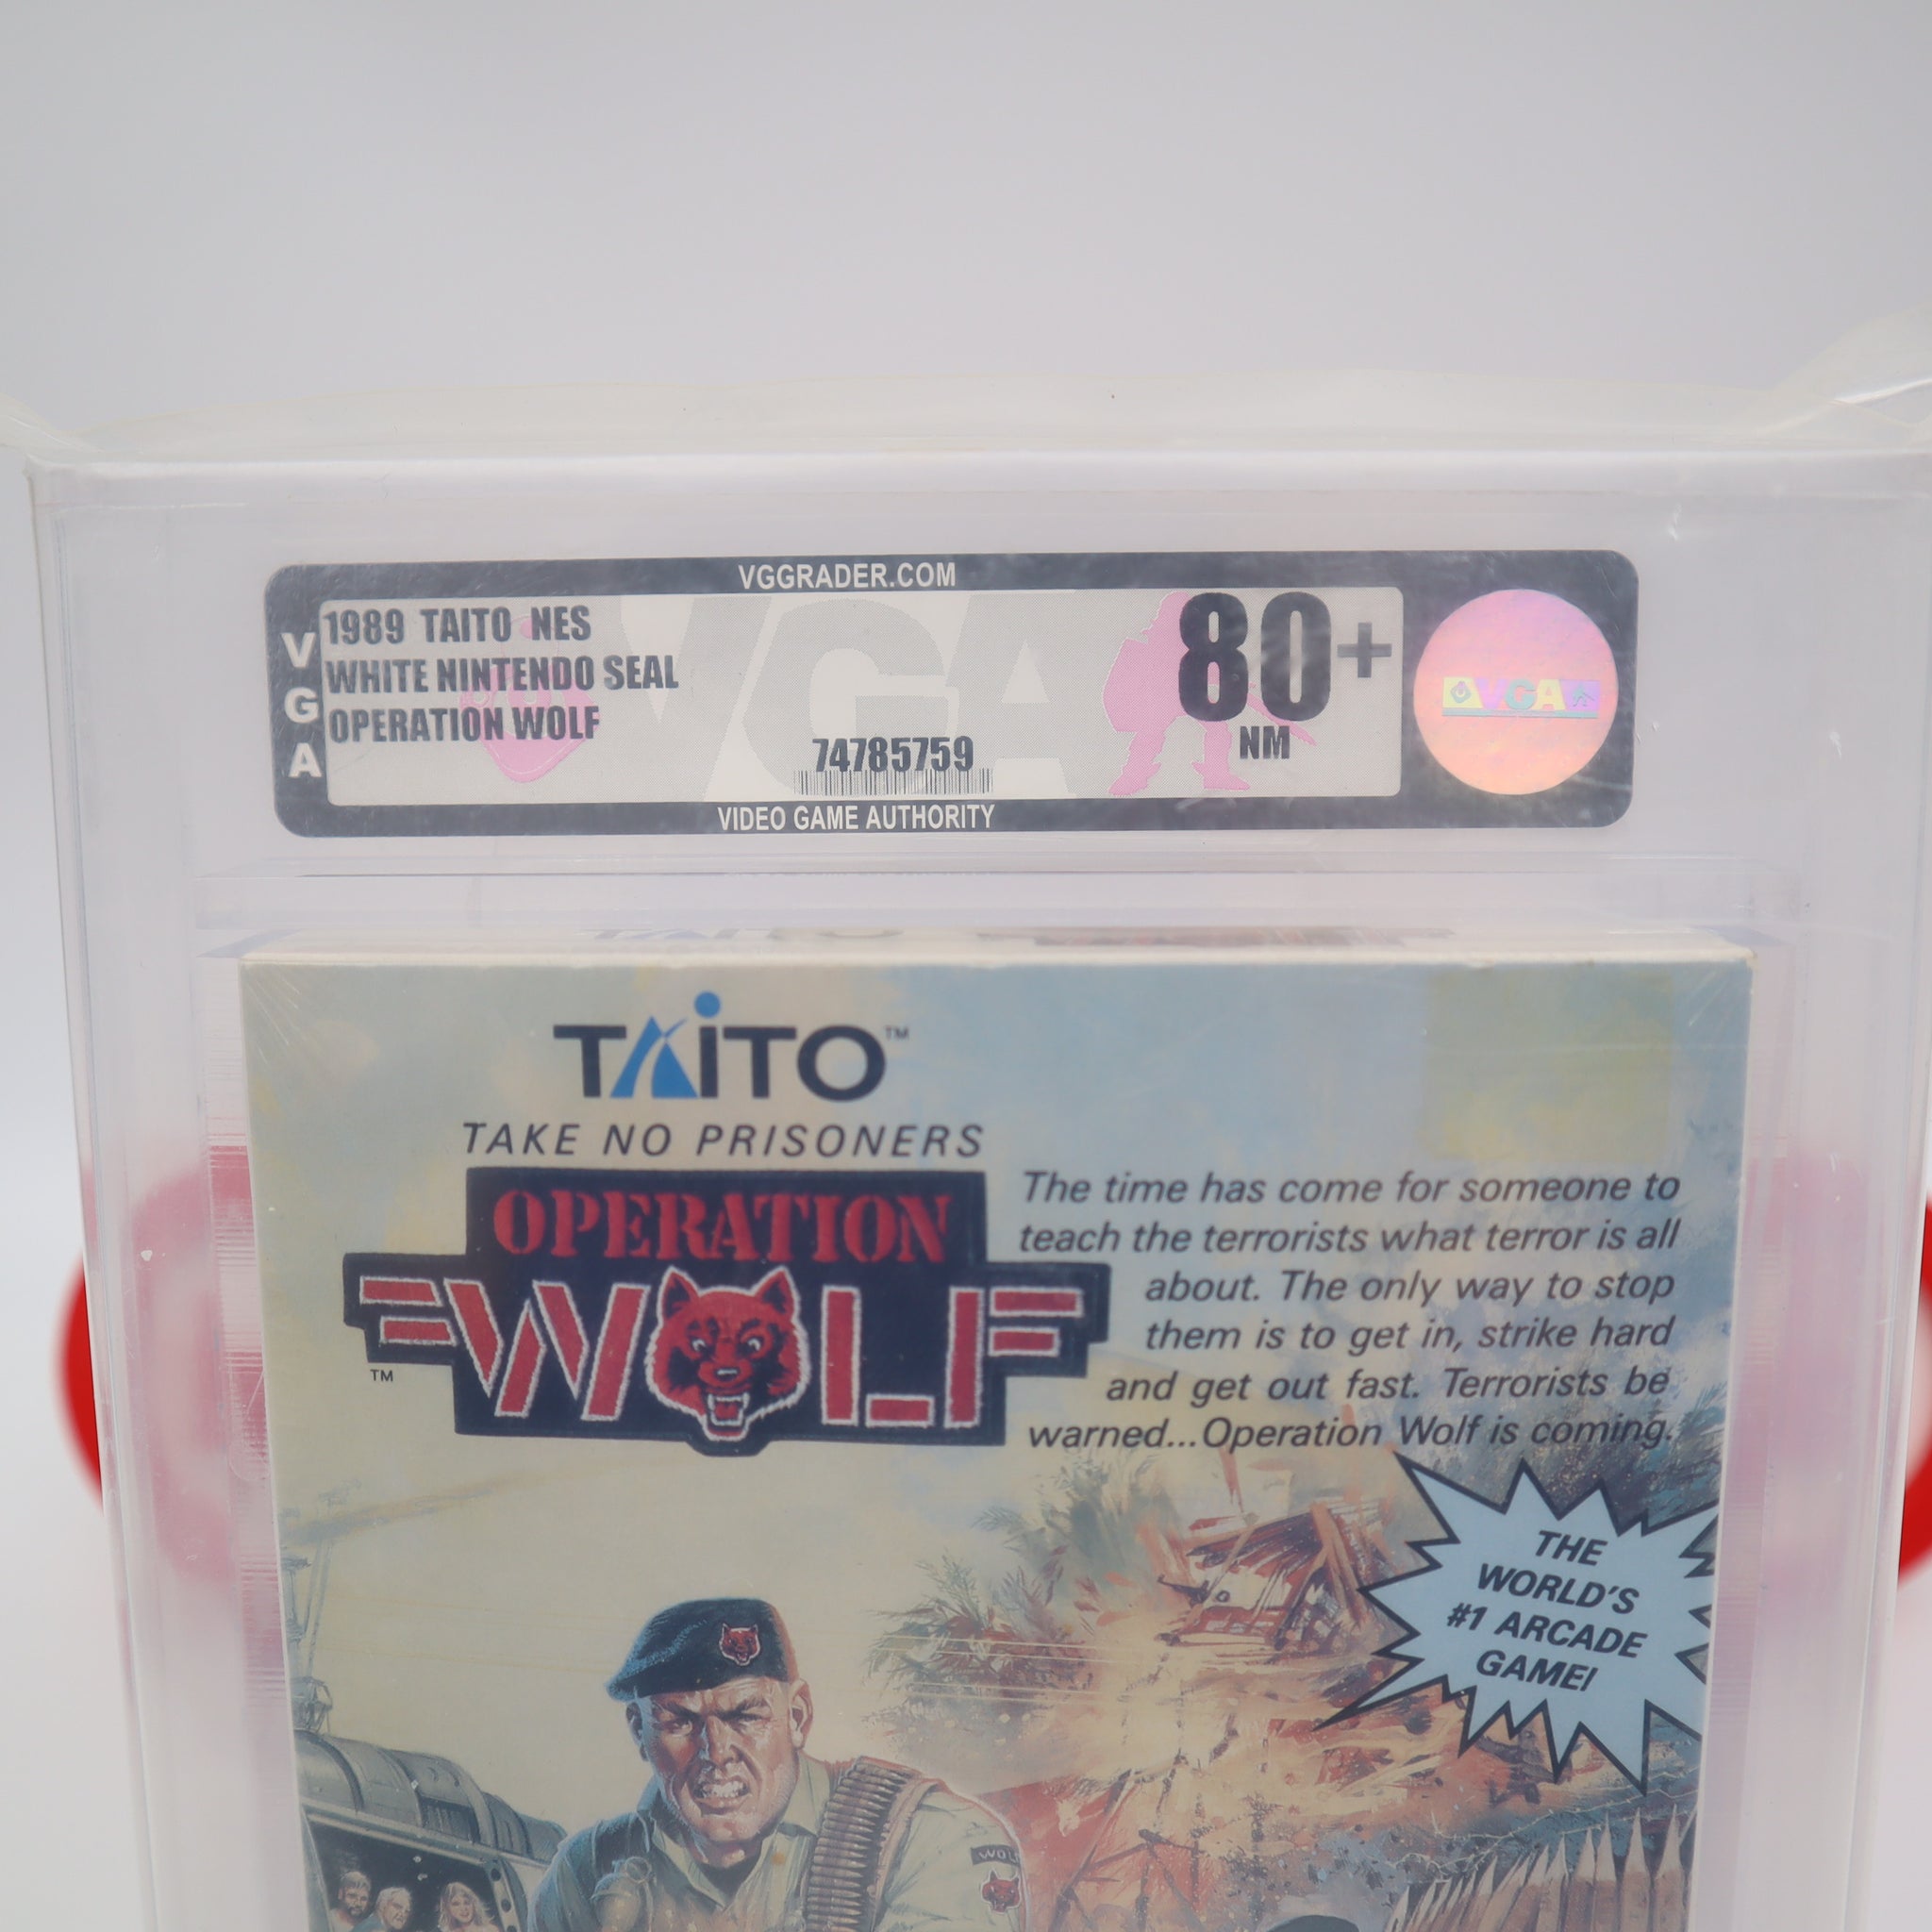 VGGRADER.COM
VGA
1989 TAITO NES
WHITE NINTENDO SEAL
OPERATION WOLF
74785759
80+
NM
VGA
VIDEO GAME AUTHORITY
TAITO™
TAKE NO PRISONERS
OPERATION
WOLF
TM
The time has come for someone to
teach the terrorists what terror is all
about. The only way to stop
them is to get in, strike hard
and get out fast. Terrorists be
warned...Operation Wolf is coming.
THE
WORLD'S
#1 ARCADE
GAME!